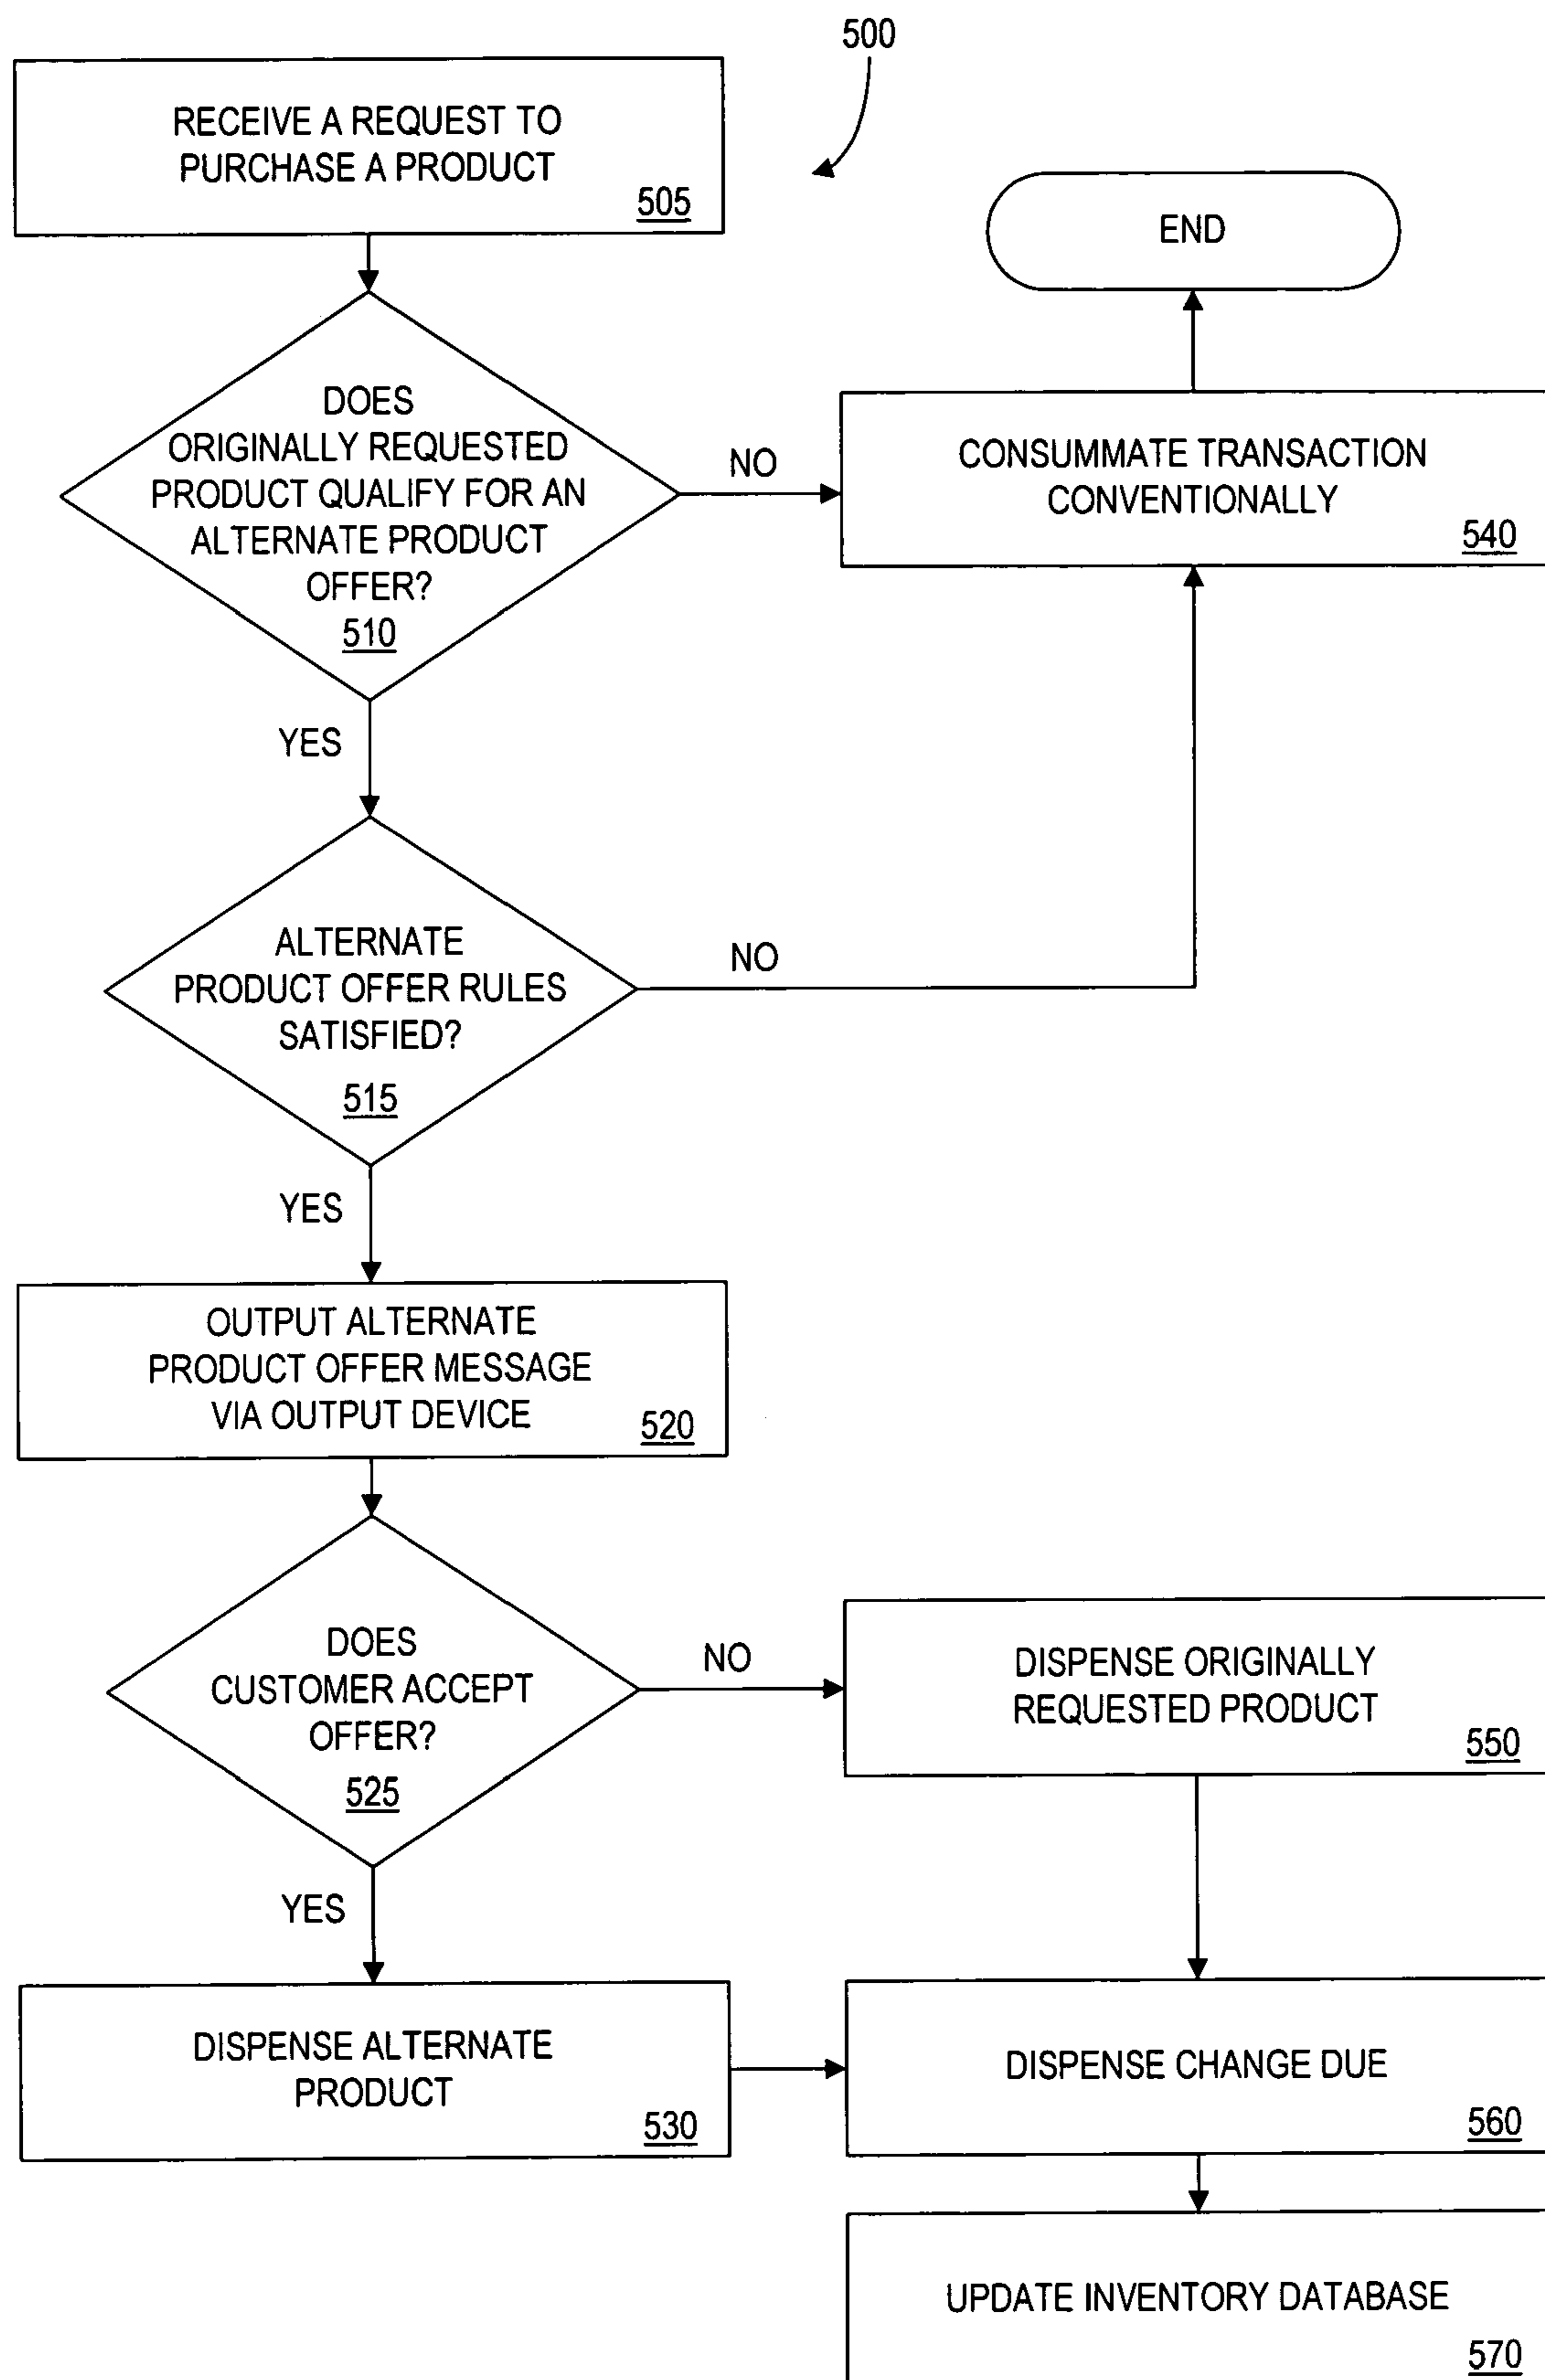 500
RECEIVE A REQUEST TO
PURCHASE A PRODUCT
505
END
DOES
ORIGINALLY REQUESTED
PRODUCT QUALIFY FOR AN
ALTERNATE PRODUCT
OFFER?
510
NO
CONSUMMATE TRANSACTION
CONVENTIONALLY
540
YES
ALTERNATE
PRODUCT OFFER RULES
SATISFIED?
515
NO
YES
OUTPUT ALTERNATE
PRODUCT OFFER MESSAGE
VIA OUTPUT DEVICE
520
DOES
CUSTOMER ACCEPT
OFFER?
525
NO
DISPENSE ORIGINALLY
REQUESTED PRODUCT
550
YES
DISPENSE ALTERNATE
PRODUCT
530
DISPENSE CHANGE DUE
560
UPDATE INVENTORY DATABASE
570